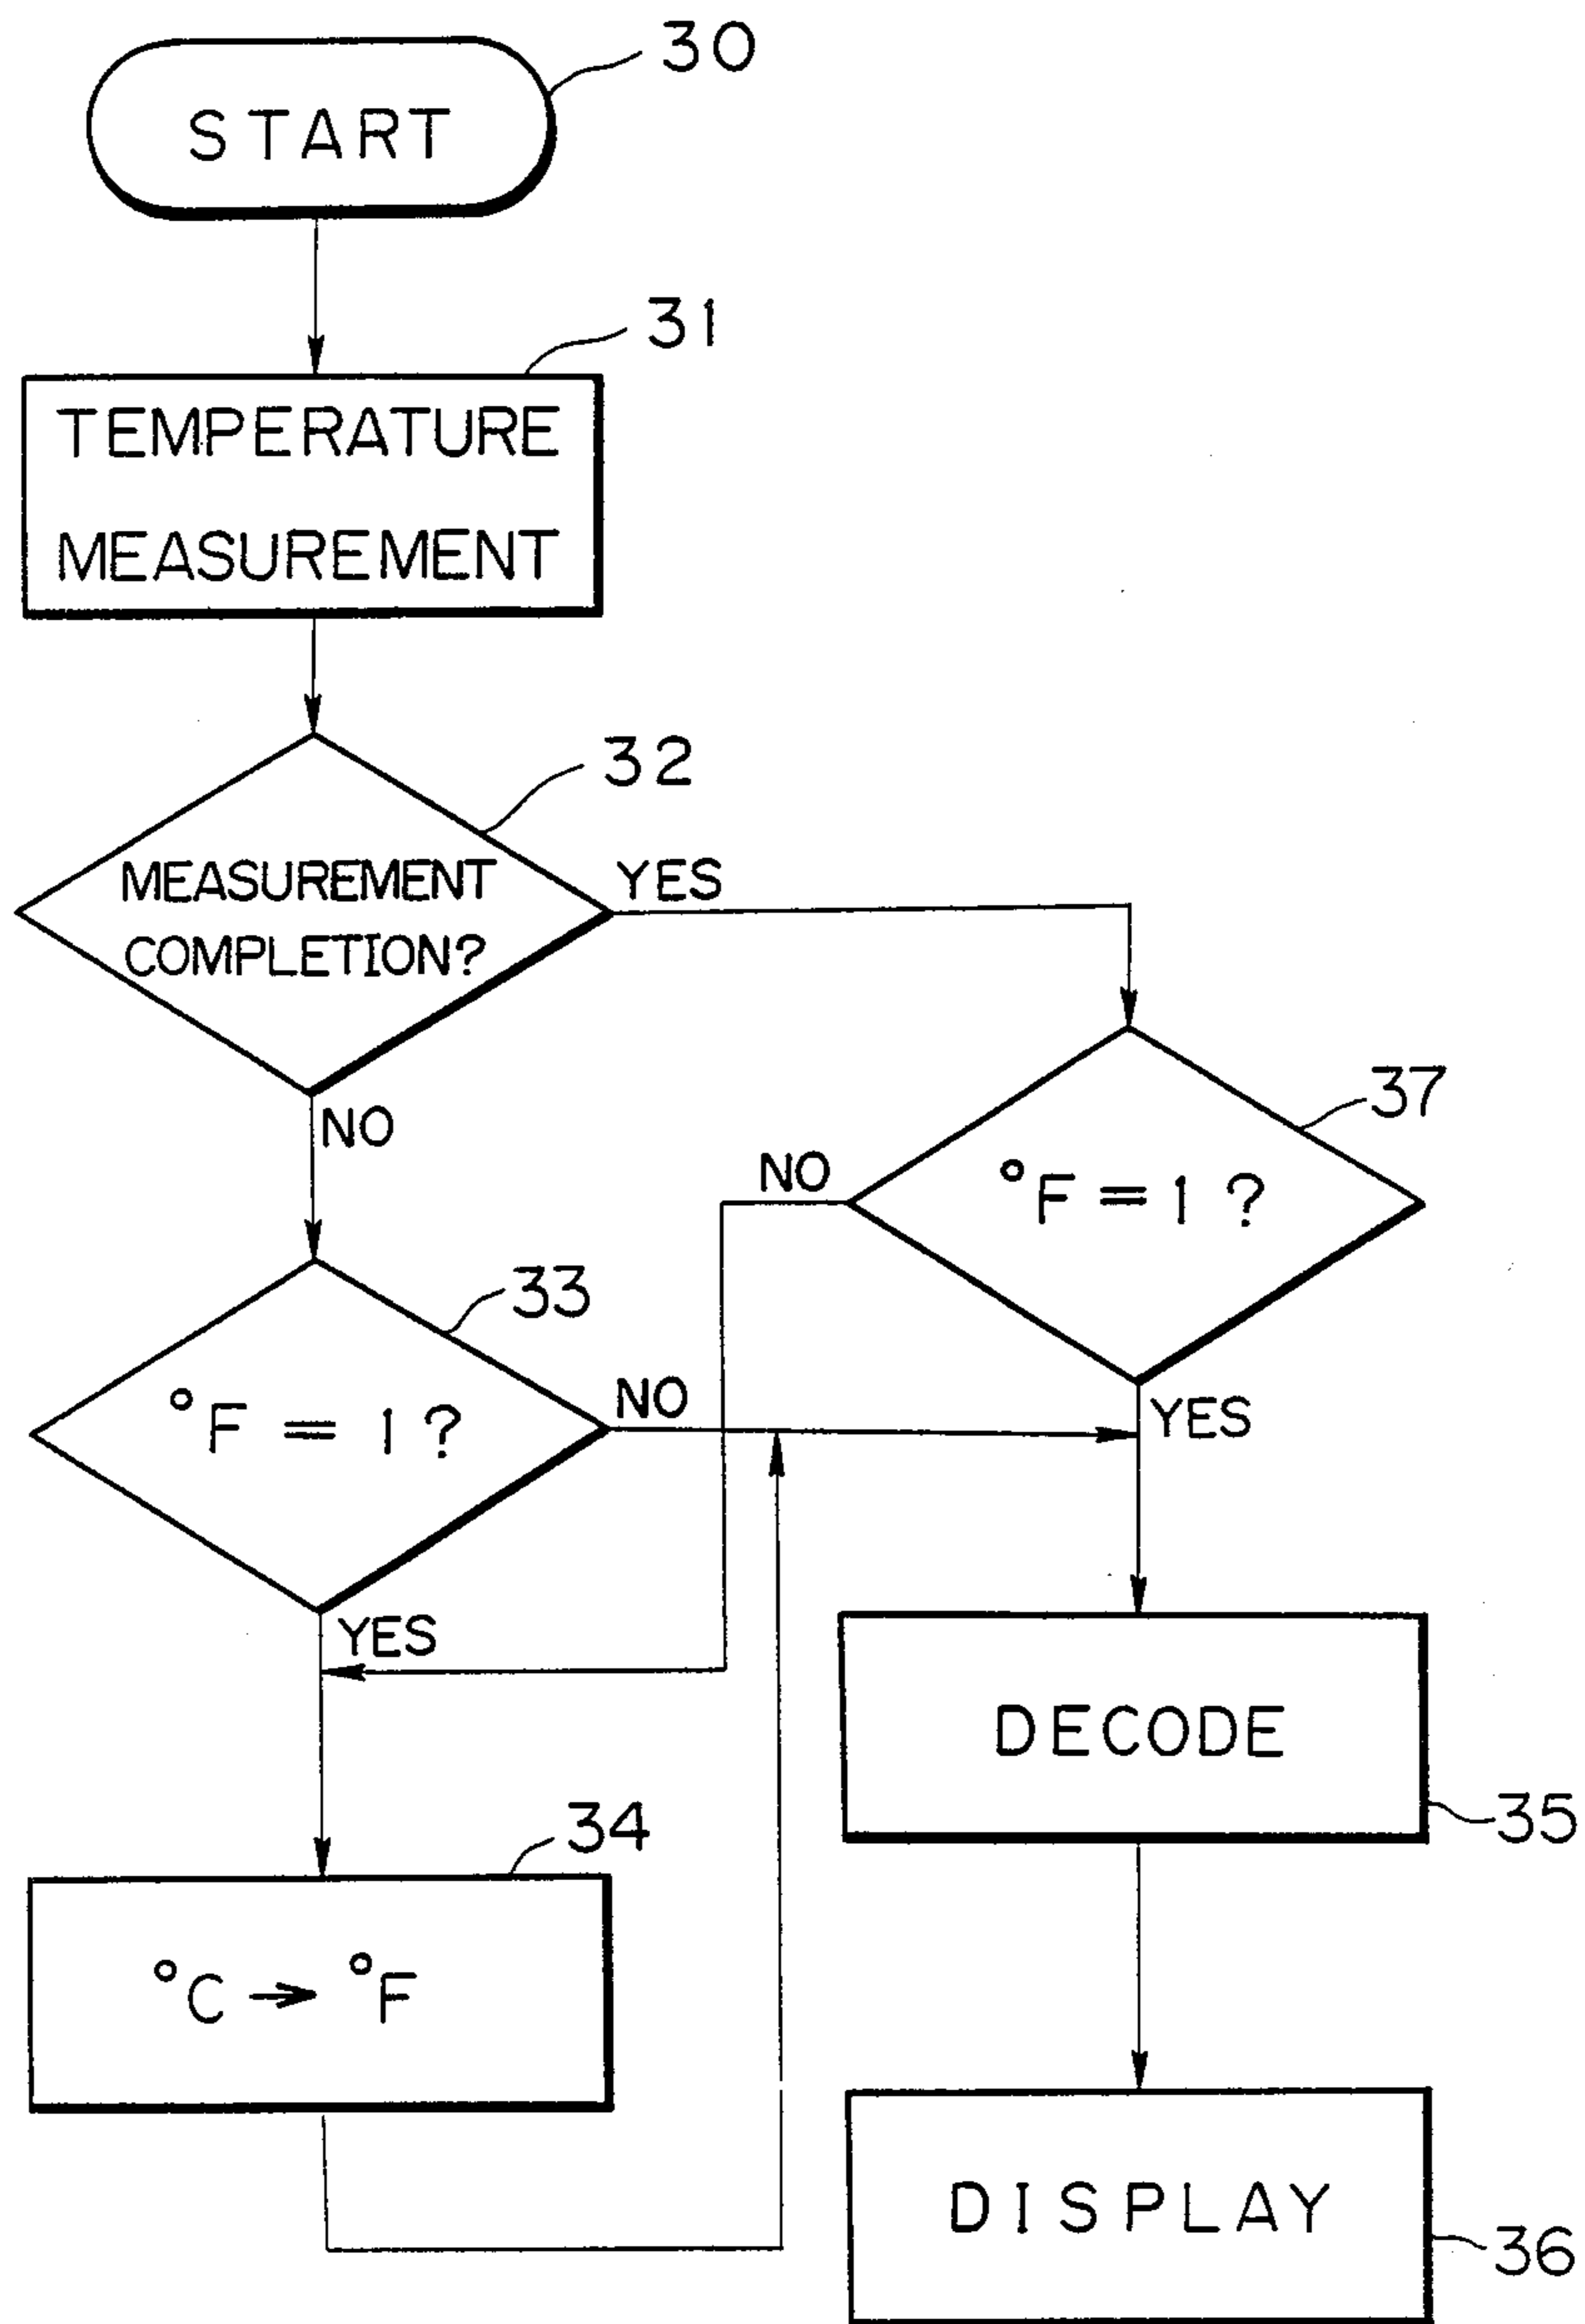 30
START
31
TEMPERATURE
MEASUREMENT
32
MEASUREMENT
COMPLETION?
YES
NO
37
°F = 1 ?
NO
YES
33
°F = 1 ?
NO
YES
34
°C → °F
DECODE
35
DISPLAY
36